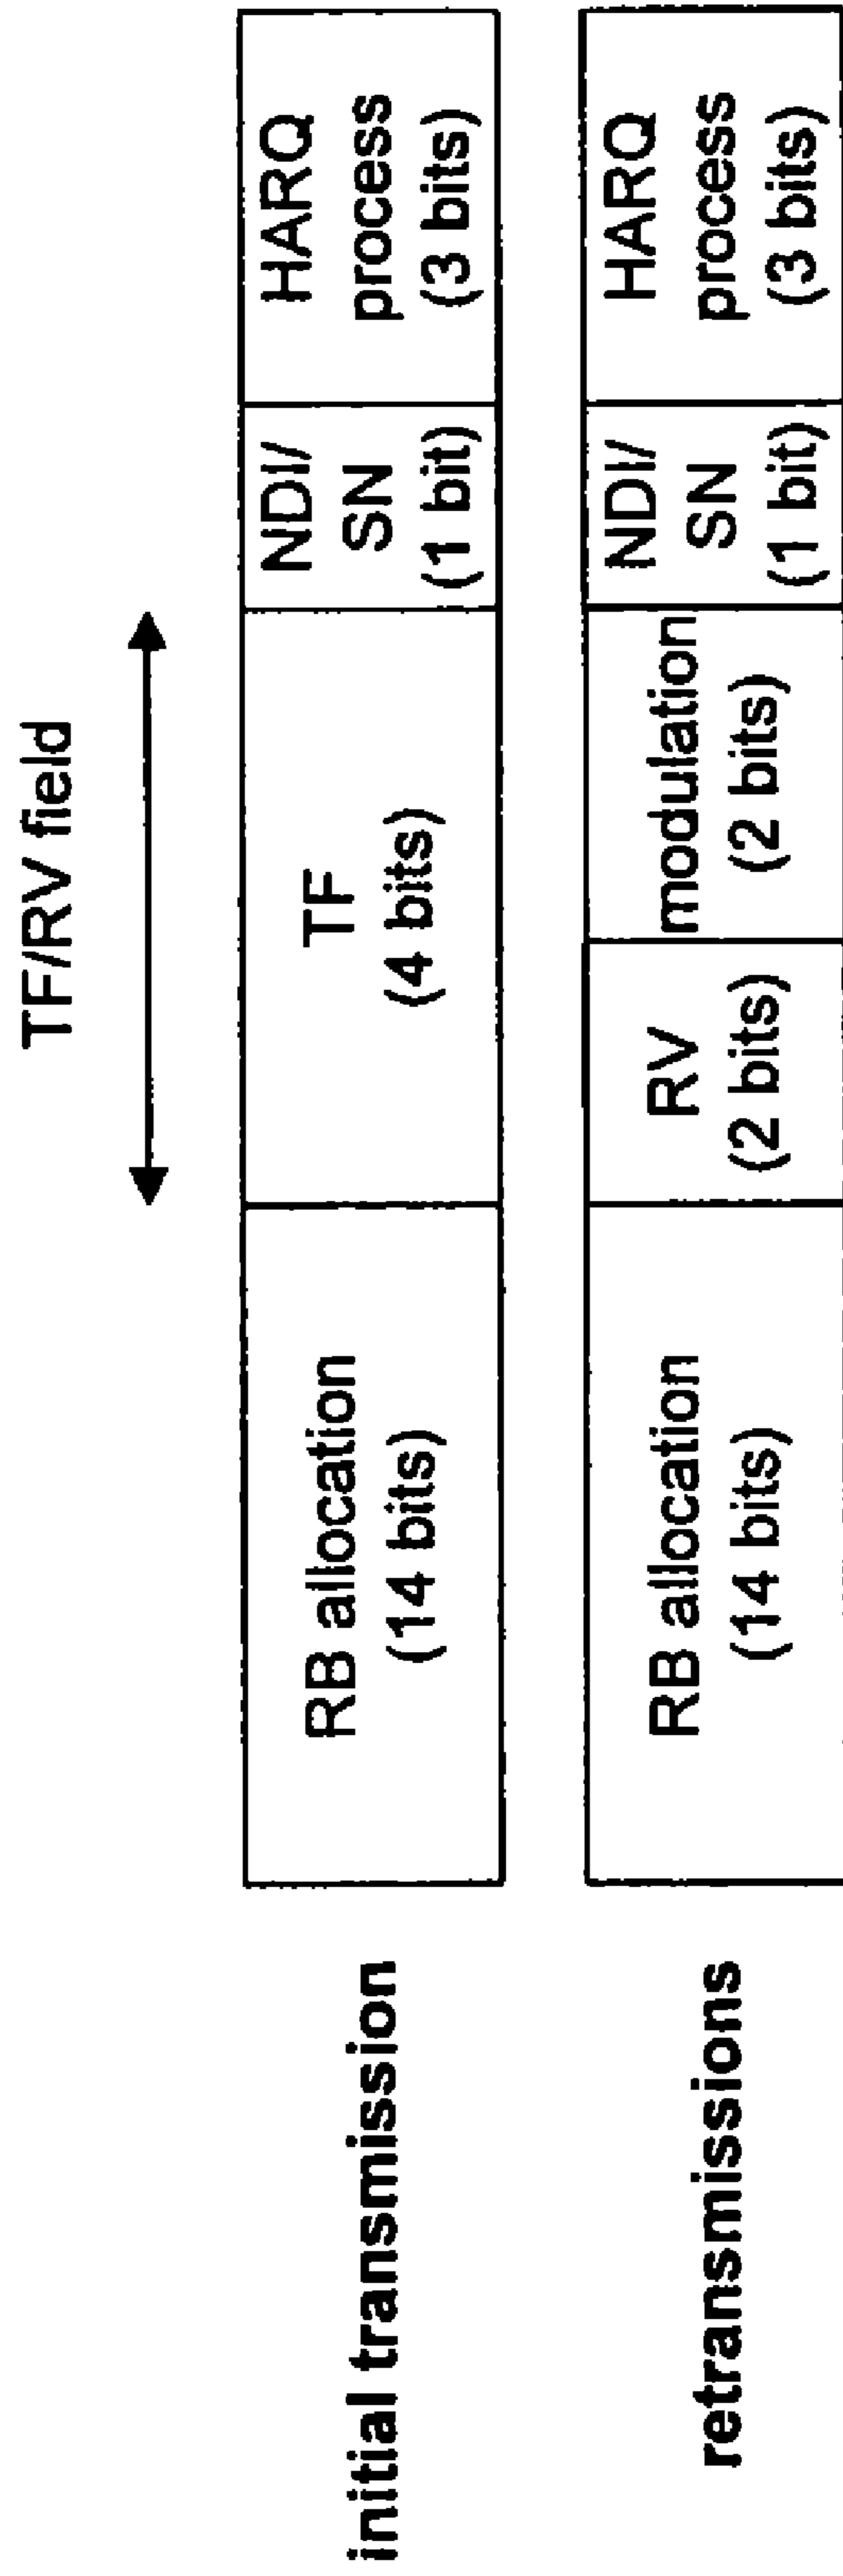 TF/RV field
initial transmission
RB allocation
(14 bits)
TF
(4 bits)
NDI/
SN
(1 bit)
HARQ
process
(3 bits)
retransmissions
RB allocation
(14 bits)
RV
(2 bits)
modulation
(2 bits)
NDI/
SN
(1 bit)
HARQ
process
(3 bits)